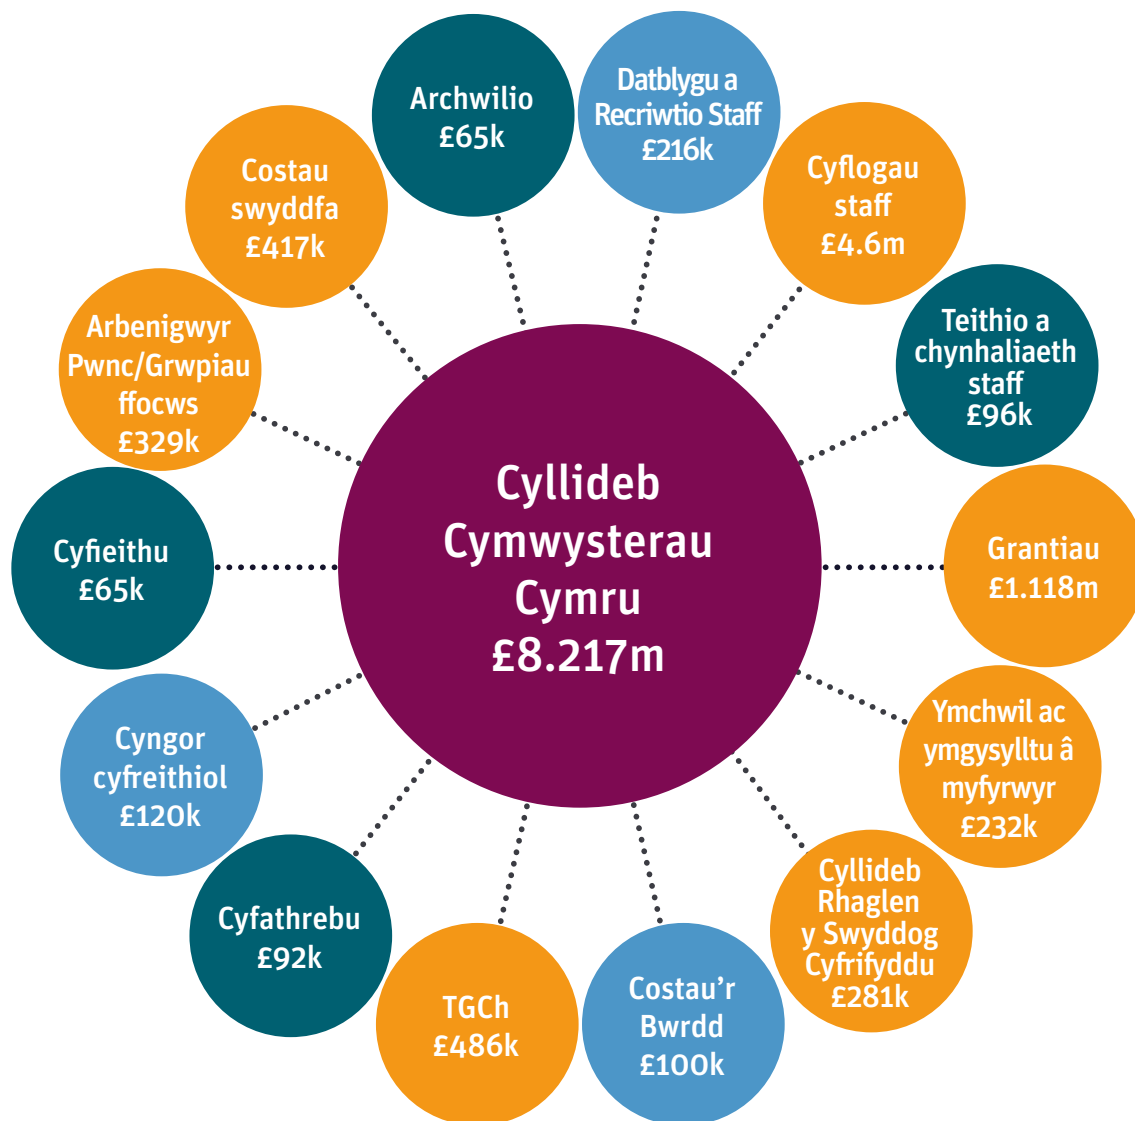 Archwilio
£65k
Datblygu a
Recriwtio Staff
£216k
Cyflogau
staff
£4.6m
Teithio a
chynhaliaeth
staff
£96k
Grantiau
£1.118m
Ymchwil ac
ymgysylltu â
myfyrwyr
£232k
Cyllideb
Rhaglen
y Swyddog
Cyfrifyddu
£281k
Costau'r
Bwrdd
£100k
TGCh
£486k
Cyfathrebu
£92k
Cyngor
cyfreithiol
£120k
Cyfieithu
£65k
Arbenigwyr
Pwnc/Grwpiau
ffocws
£329k
Costau
swyddfa
£417k
Cyllideb
Cymwysterau
Cymru
£8.217m